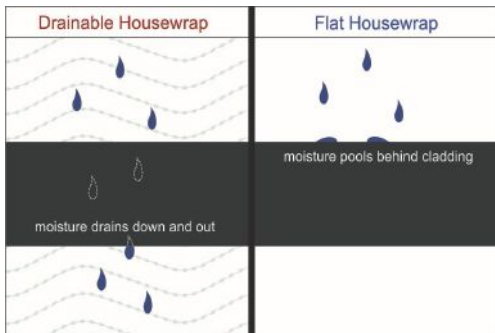 Drainable Housewrap
Flat Housewrap
moisture pools behind cladding
moisture drains down and out